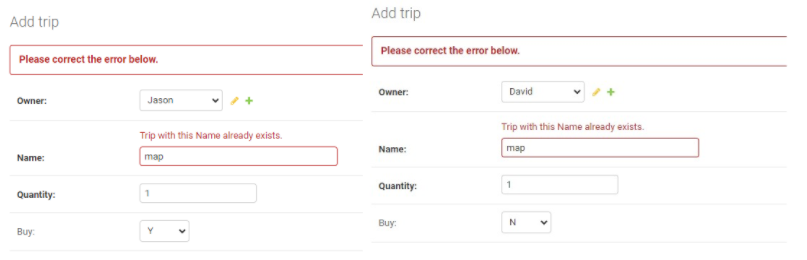 Add trip
Please correct the error below.
Owner:
Jason
Trip with this Name already exists.
Name:
map
Quantity:
1
Buy:
Y
Add trip
Please correct the error below.
Owner:
David
Trip with this Name already exists.
Name:
map
Quantity:
1
Buy:
N